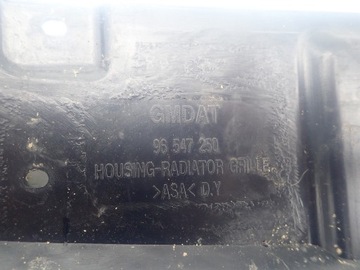 GMDAT
96 547 250
HOUSING-RADIATOR GRILLE
>ASA< D.Y